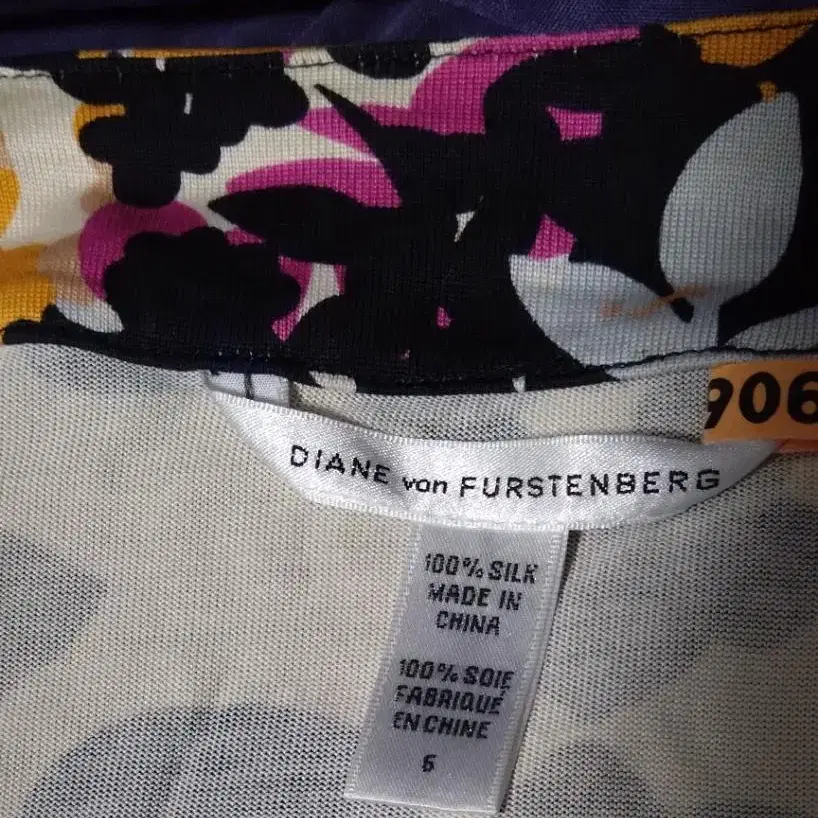 906
DIANE von FURSTENBERG
100% SILK
MADE IN
CHINA
100% SOIE
FABRIQUÉ
EN CHINE
6